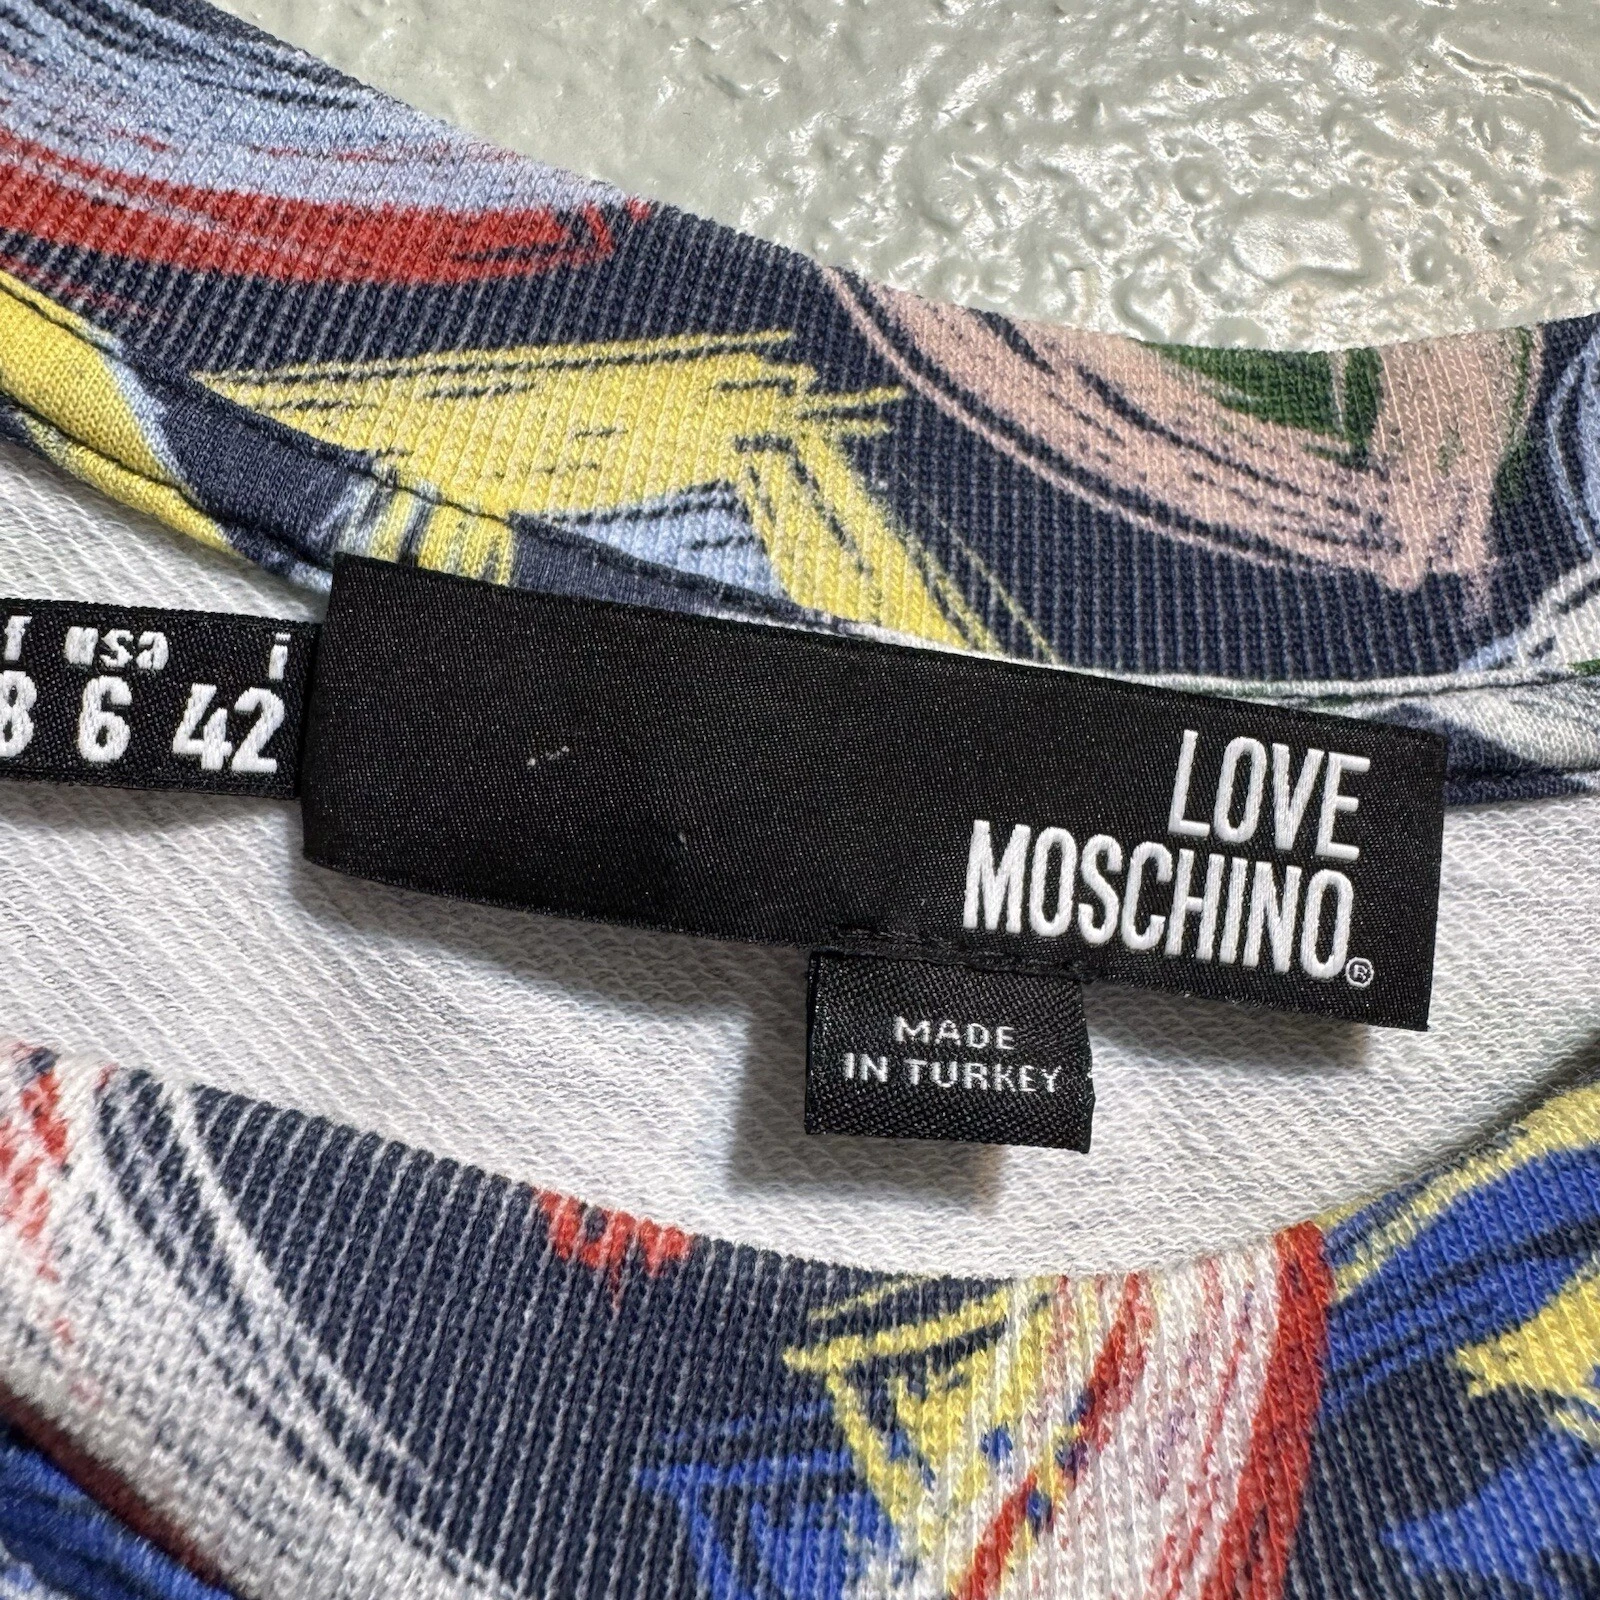 f usa i
8 6 42
LOVE
MOSCHINO®
MADE
IN TURKEY